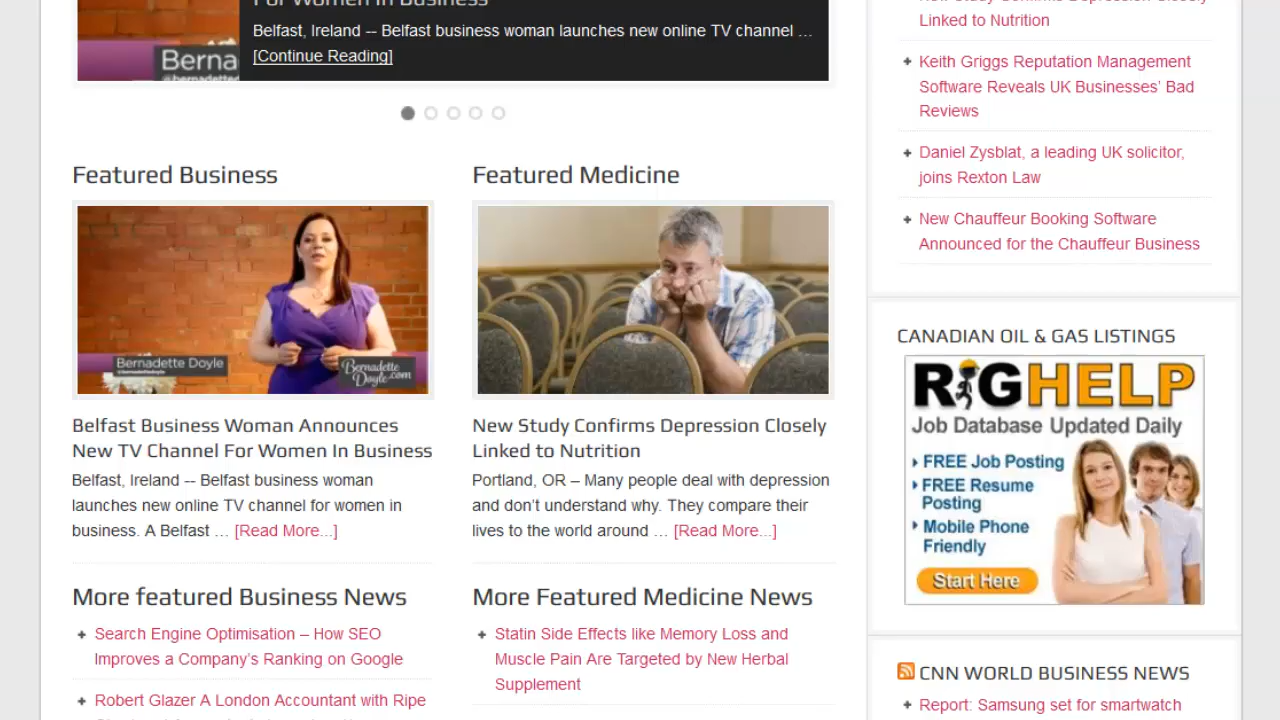 For Women In Business
Belfast, Ireland -- Belfast business woman launches new online TV channel …
[Continue Reading]
Berna
@bernadetted
Featured Business
Bernadette Doyle
@bernadettedoyle
Bernadette
Doyle.com
Belfast Business Woman Announces
New TV Channel For Women In Business
Belfast, Ireland -- Belfast business woman
launches new online TV channel for women in
business. A Belfast … [Read More...]
More featured Business News
Search Engine Optimisation – How SEO
Improves a Company’s Ranking on Google
Robert Glazer A London Accountant with Ripe
Featured Medicine
New Study Confirms Depression Closely
Linked to Nutrition
Portland, OR – Many people deal with depression
and don’t understand why. They compare their
lives to the world around … [Read More...]
More Featured Medicine News
Statin Side Effects like Memory Loss and
Muscle Pain Are Targeted by New Herbal
Supplement
New Study Confirms Depression Closely
Linked to Nutrition
Keith Griggs Reputation Management
Software Reveals UK Businesses’ Bad
Reviews
Daniel Zysblat, a leading UK solicitor,
joins Rexton Law
New Chauffeur Booking Software
Announced for the Chauffeur Business
CANADIAN OIL & GAS LISTINGS
RIGHELP
Job Database Updated Daily
FREE Job Posting
FREE Resume
Posting
Mobile Phone
Friendly
Start Here
CNN WORLD BUSINESS NEWS
Report: Samsung set for smartwatch